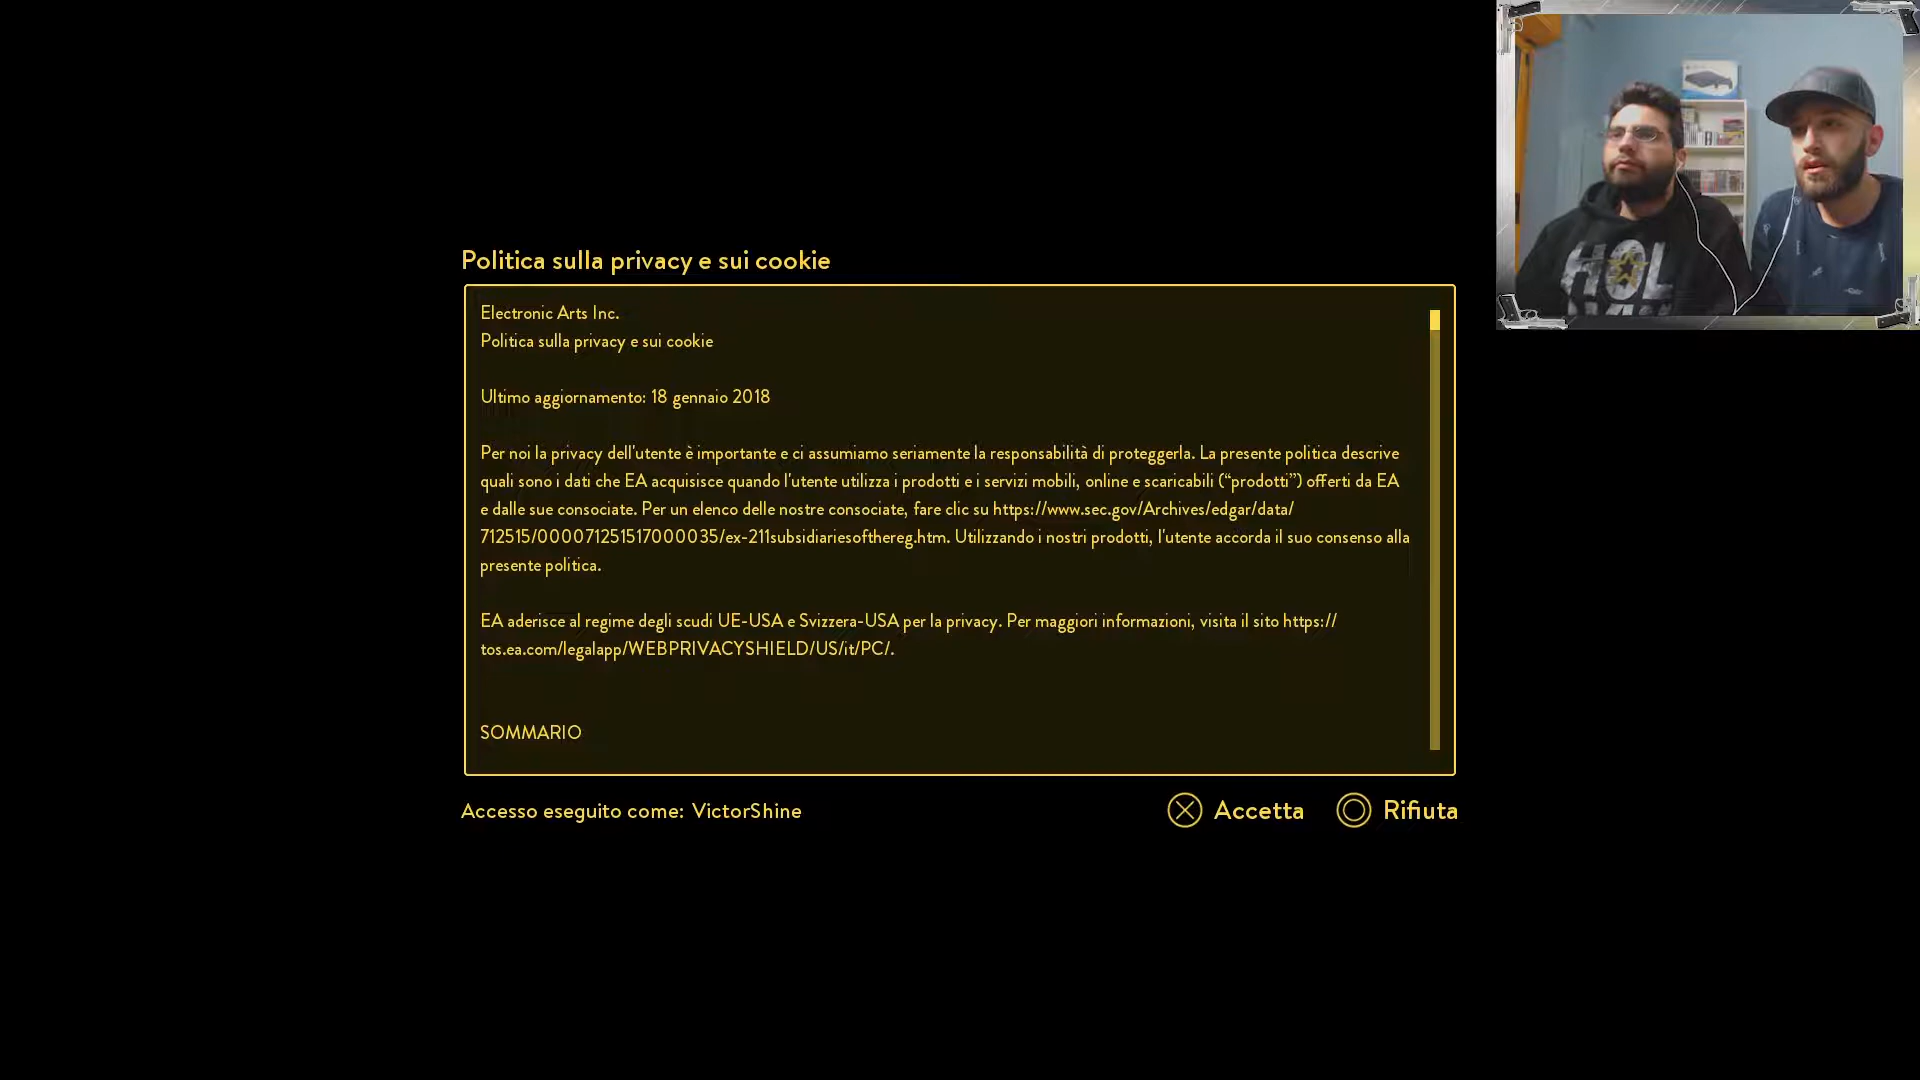 Politica sulla privacy e sui cookie
Electronic Arts Inc.
Politica sulla privacy e sui cookie
Ultimo aggiornamento: 18 gennaio 2018
Per noi la privacy dell'utente è importante e ci assumiamo seriamente la responsabilità di proteggerla. La presente politica descrive
quali sono i dati che EA acquisisce quando l'utente utilizza i prodotti e i servizi mobili, online e scaricabili (“prodotti”) offerti da EA
e dalle sue consociate. Per un elenco delle nostre consociate, fare clic su https://www.sec.gov/Archives/edgar/data/
712515/000071251517000035/ex-211subsidiariesofthereg.htm. Utilizzando i nostri prodotti, l'utente accorda il suo consenso alla
presente politica.
EA aderisce al regime degli scudi UE-USA e Svizzera-USA per la privacy. Per maggiori informazioni, visita il sito https://
tos.ea.com/legalapp/WEBPRIVACYSHIELD/US/it/PC/.
SOMMARIO
Accesso eseguito come: VictorShine
Accetta
Rifiuta
HOL